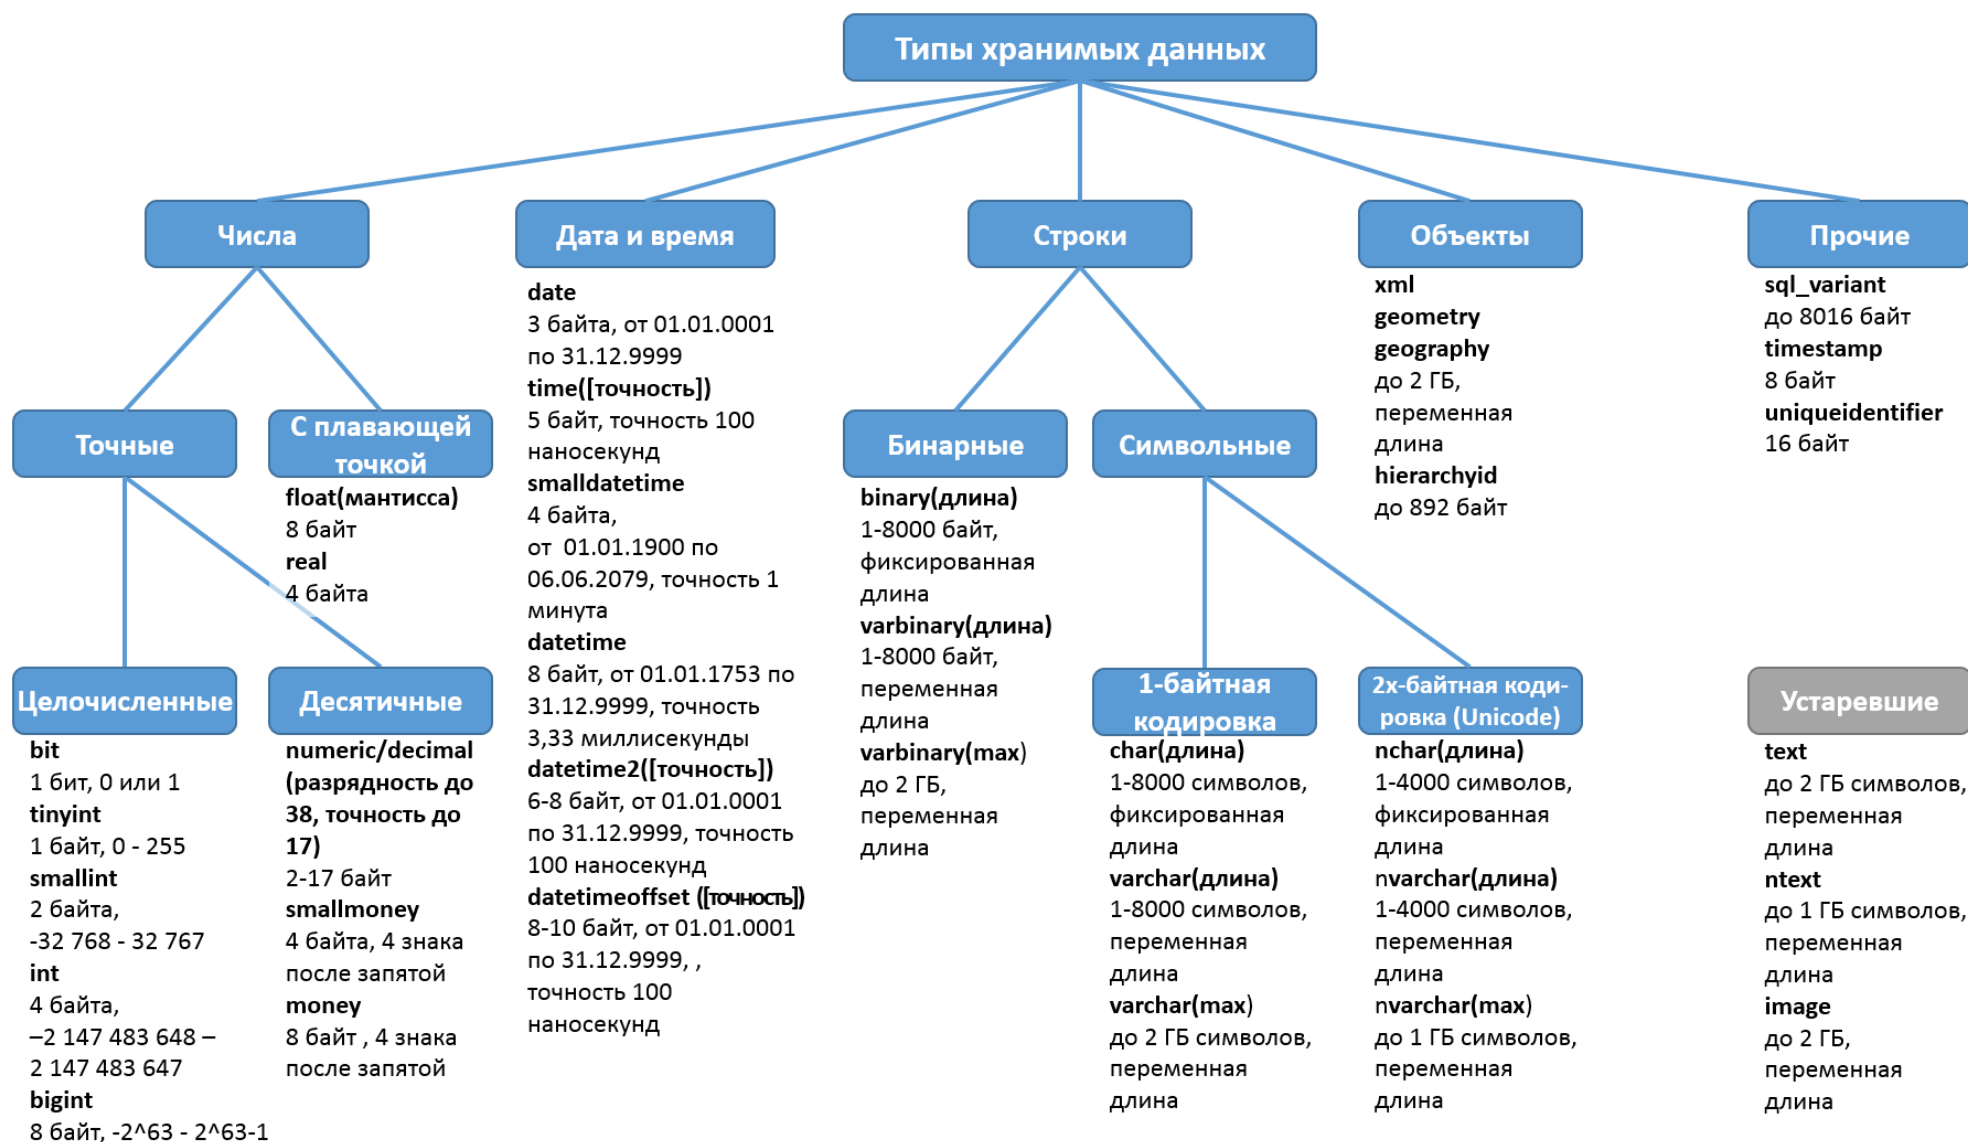 Типы хранимых данных
Числа
Дата и время
Строки
Объекты
Прочие
Точные
С плавающей
точкой
float(мантисса)
8 байт
real
4 байта
Целочисленные
bit
1 бит, 0 или 1
tinyint
1 байт, 0 - 255
smallint
2 байта,
-32 768 - 32 767
int
4 байта,
–2 147 483 648 –
2 147 483 647
bigint
8 байт, -2^63 - 2^63-1
Десятичные
numeric/decimal
(разрядность до
38, точность до
17)
2-17 байт
smallmoney
4 байта, 4 знака
после запятой
money
8 байт , 4 знака
после запятой
date
3 байта, от 01.01.0001
по 31.12.9999
time([точность])
5 байт, точность 100
наносекунд
smalldatetime
4 байта,
от  01.01.1900 по
06.06.2079, точность 1
минута
datetime
8 байт, от 01.01.1753 по
31.12.9999, точность
3,33 миллисекунды
datetime2([точность])
6-8 байт, от 01.01.0001
по 31.12.9999, точность
100 наносекунд
datetimeoffset ([точность])
8-10 байт, от 01.01.0001
по 31.12.9999, ,
точность 100
наносекунд
Бинарные
binary(длина)
1-8000 байт,
фиксированная
длина
varbinary(длина)
1-8000 байт,
переменная
длина
varbinary(max)
до 2 ГБ,
переменная
длина
Символьные
1-байтная
кодировка
char(длина)
1-8000 символов,
фиксированная
длина
varchar(длина)
1-8000 символов,
переменная
длина
varchar(max)
до 2 ГБ символов,
переменная
длина
2х-байтная коди-
ровка (Unicode)
nchar(длина)
1-4000 символов,
фиксированная
длина
nvarchar(длина)
1-4000 символов,
переменная
длина
nvarchar(max)
до 1 ГБ символов,
переменная
длина
xml
geometry
geography
до 2 ГБ,
переменная
длина
hierarchyid
до 892 байт
sql_variant
до 8016 байт
timestamp
8 байт
uniqueidentifier
16 байт
Устаревшие
text
до 2 ГБ символов,
переменная
длина
ntext
до 1 ГБ символов,
переменная
длина
image
до 2 ГБ,
переменная
длина